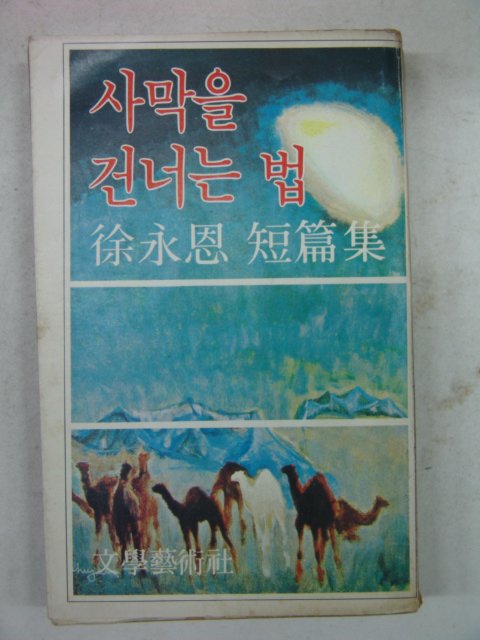 사막을
건너는 법
徐永恩 短篇集
文學藝術社